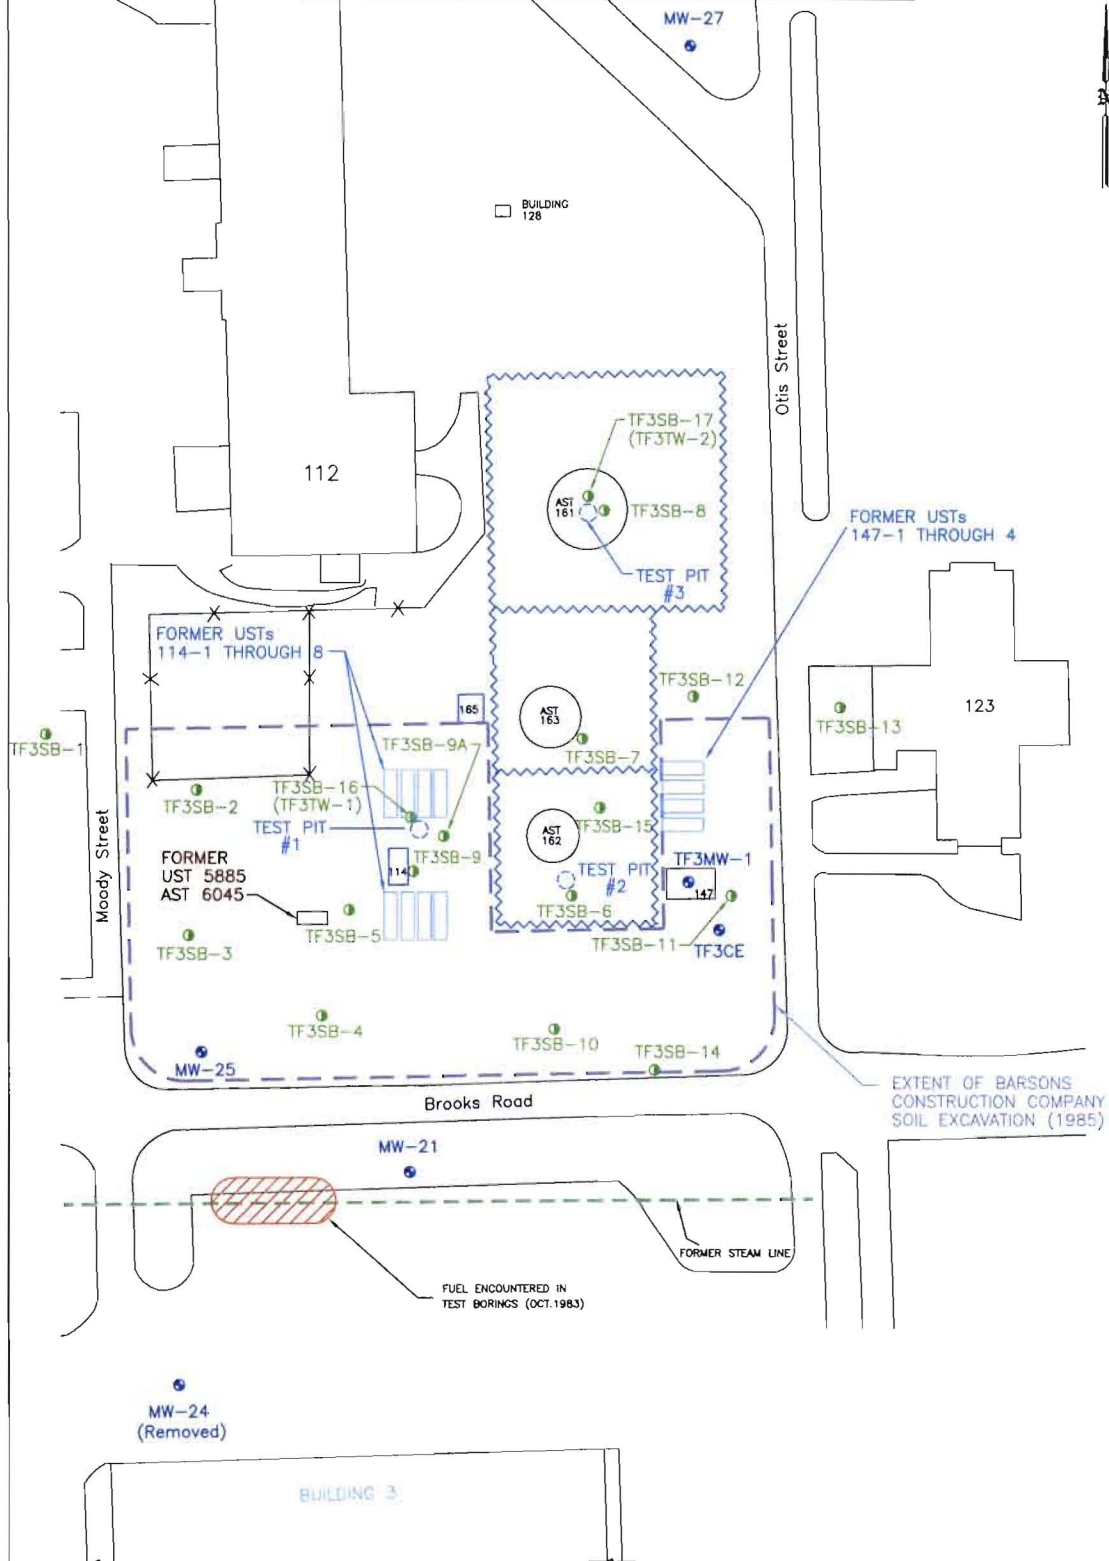 MW-27
BUILDING
128
Otis Street
TF3SB-17
(TF3TW-2)
112
AST
161
TF3SB-8
FORMER USTs
147-1 THROUGH 4
TEST PIT
#3
FORMER USTs
114-1 THROUGH 8
TF3SB-12
165
AST
163
TF3SB-13
123
TF3SB-1
TF3SB-9A
TF3SB-7
TF3SB-2
TF3SB-16
(TF3TW-1)
TF3SB-15
TEST PIT
#1
AST
162
Moody Street
FORMER
UST 5885
AST 6045
TF3SB-9
114
TF3MW-1
TEST PIT
#2
147
TF3SB-6
TF3SB-5
TF3SB-3
TF3SB-11
TF3CE
TF3SB-4
TF3SB-10
TF3SB-14
MW-25
EXTENT OF BARSONS
CONSTRUCTION COMPANY
SOIL EXCAVATION (1985)
Brooks Road
MW-21
FORMER STEAM LINE
FUEL ENCOUNTERED IN
TEST BORINGS (OCT.1983)
MW-24
(Removed)
BUILDING 3